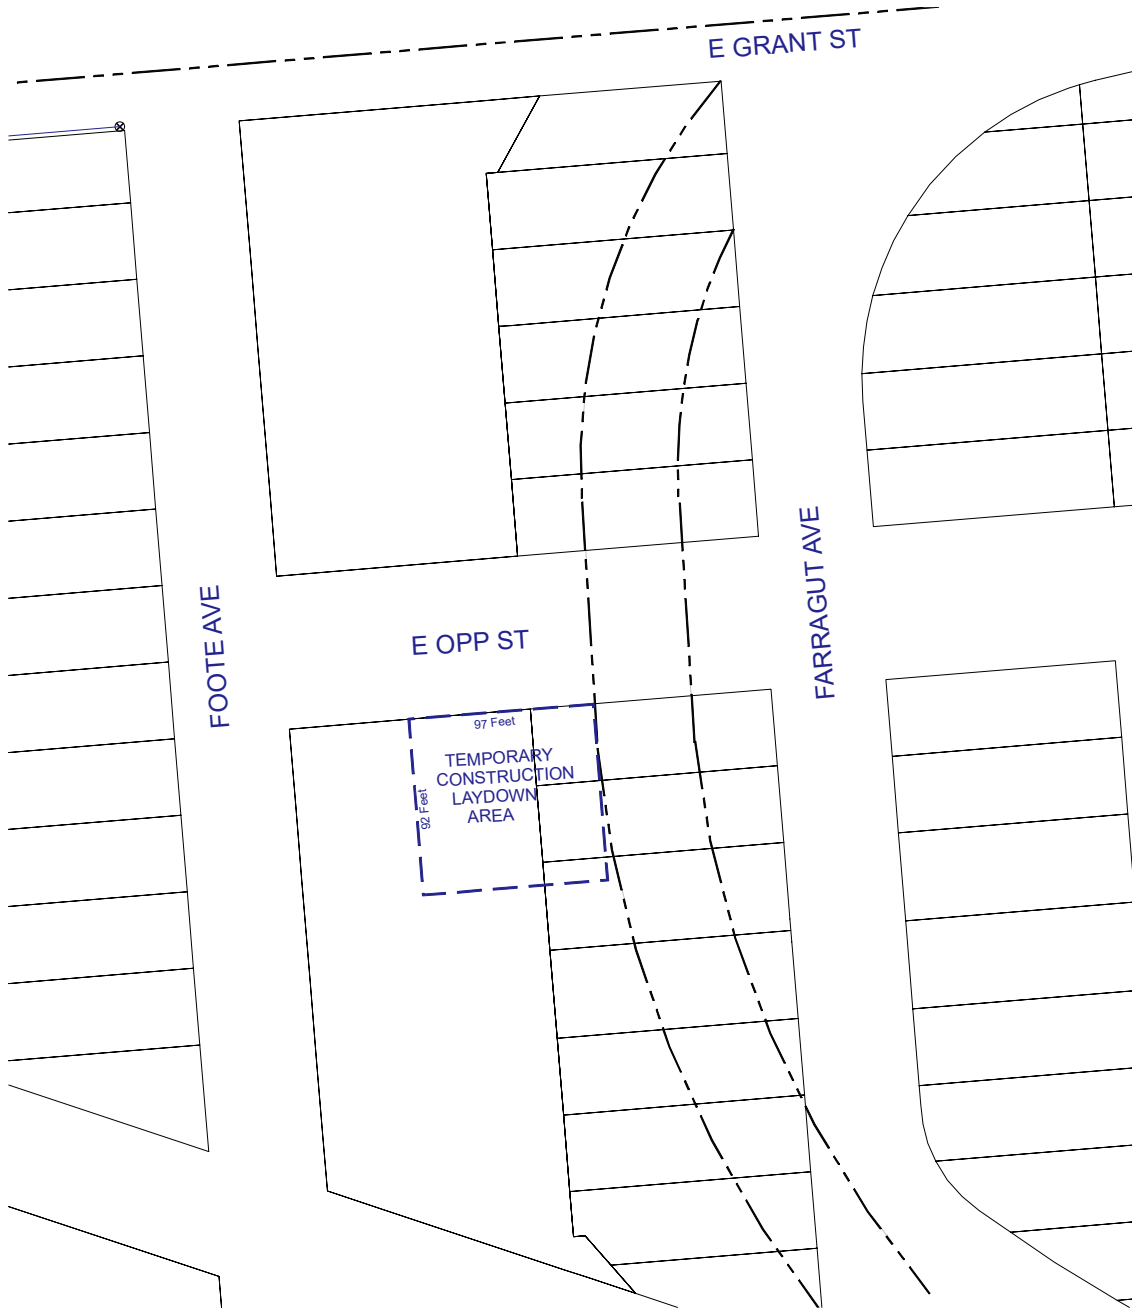 E GRANT ST
FARRAGUT AVE
FOOTE AVE
E OPP ST
97 Feet
TEMPORARY
CONSTRUCTION
LAYDOWN
AREA
92 Feet